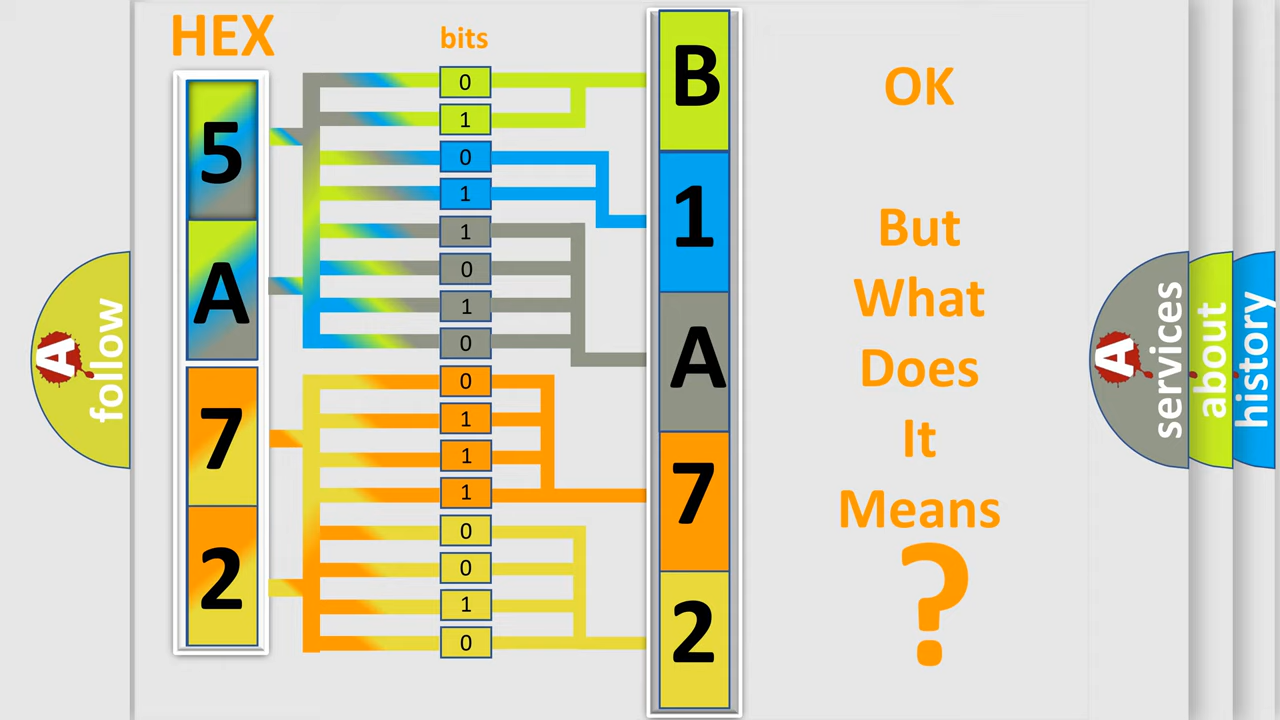 HEX
bits
5
A
7
2
0
1
0
1
1
0
1
0
0
1
1
1
0
0
1
0
B
1
A
7
2
OK
But
What
Does
It
Means
?
A
follow
A
services
about
history